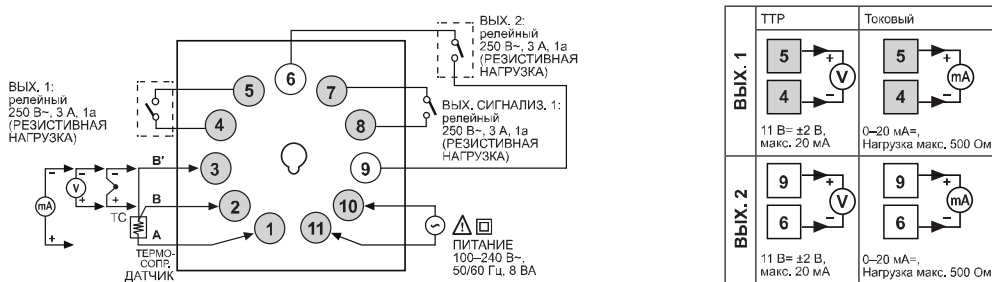 ВЫХ. 2:
релейный
250 В~, 3 А, 1a
(РЕЗИСТИВНАЯ
НАГРУЗКА)
ВЫХ. 1:
релейный
250 В~, 3 А, 1a
(РЕЗИСТИВНАЯ
НАГРУЗКА)
6
5
7
4
8
ВЫХ. СИГНАЛИЗ. 1:
релейный
250 В~, 3 А, 1a
(РЕЗИСТИВНАЯ
НАГРУЗКА)
B'
3
9
mA
V
ТС
B
2
10
A
1
11
ТЕРМО-
СОПР.
ДАТЧИК
ПИТАНИЕ
100–240 В~,
50/60 Гц, 8 ВА
ТТР
Токовый
ВЫХ. 1
5
+
V
4
–
11 В= ±2 В,
макс. 20 мА
5
+
mA
4
–
0–20 мА=,
Нагрузка макс. 500 Ом
ВЫХ. 2
9
+
V
6
–
11 В= ±2 В,
макс. 20 мА
9
+
mA
6
–
0–20 мА=,
Нагрузка макс. 500 Ом